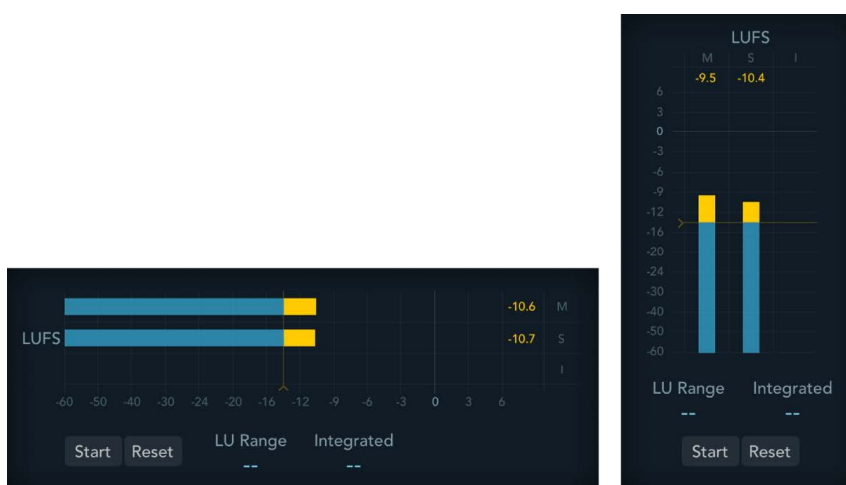 -10.6 M
LUFS -10.7 S
I
-60 -50 -40 -30 -24 -20 -16 -12 -9 -6 -3 0 3 6
Start Reset
LU Range Integrated
-- --
LUFS
M S I
-9.5 -10.4
6
3
0
-3
-6
-9
-12
-16
-20
-24
-30
-40
-50
-60
LU Range Integrated
-- --
Start Reset